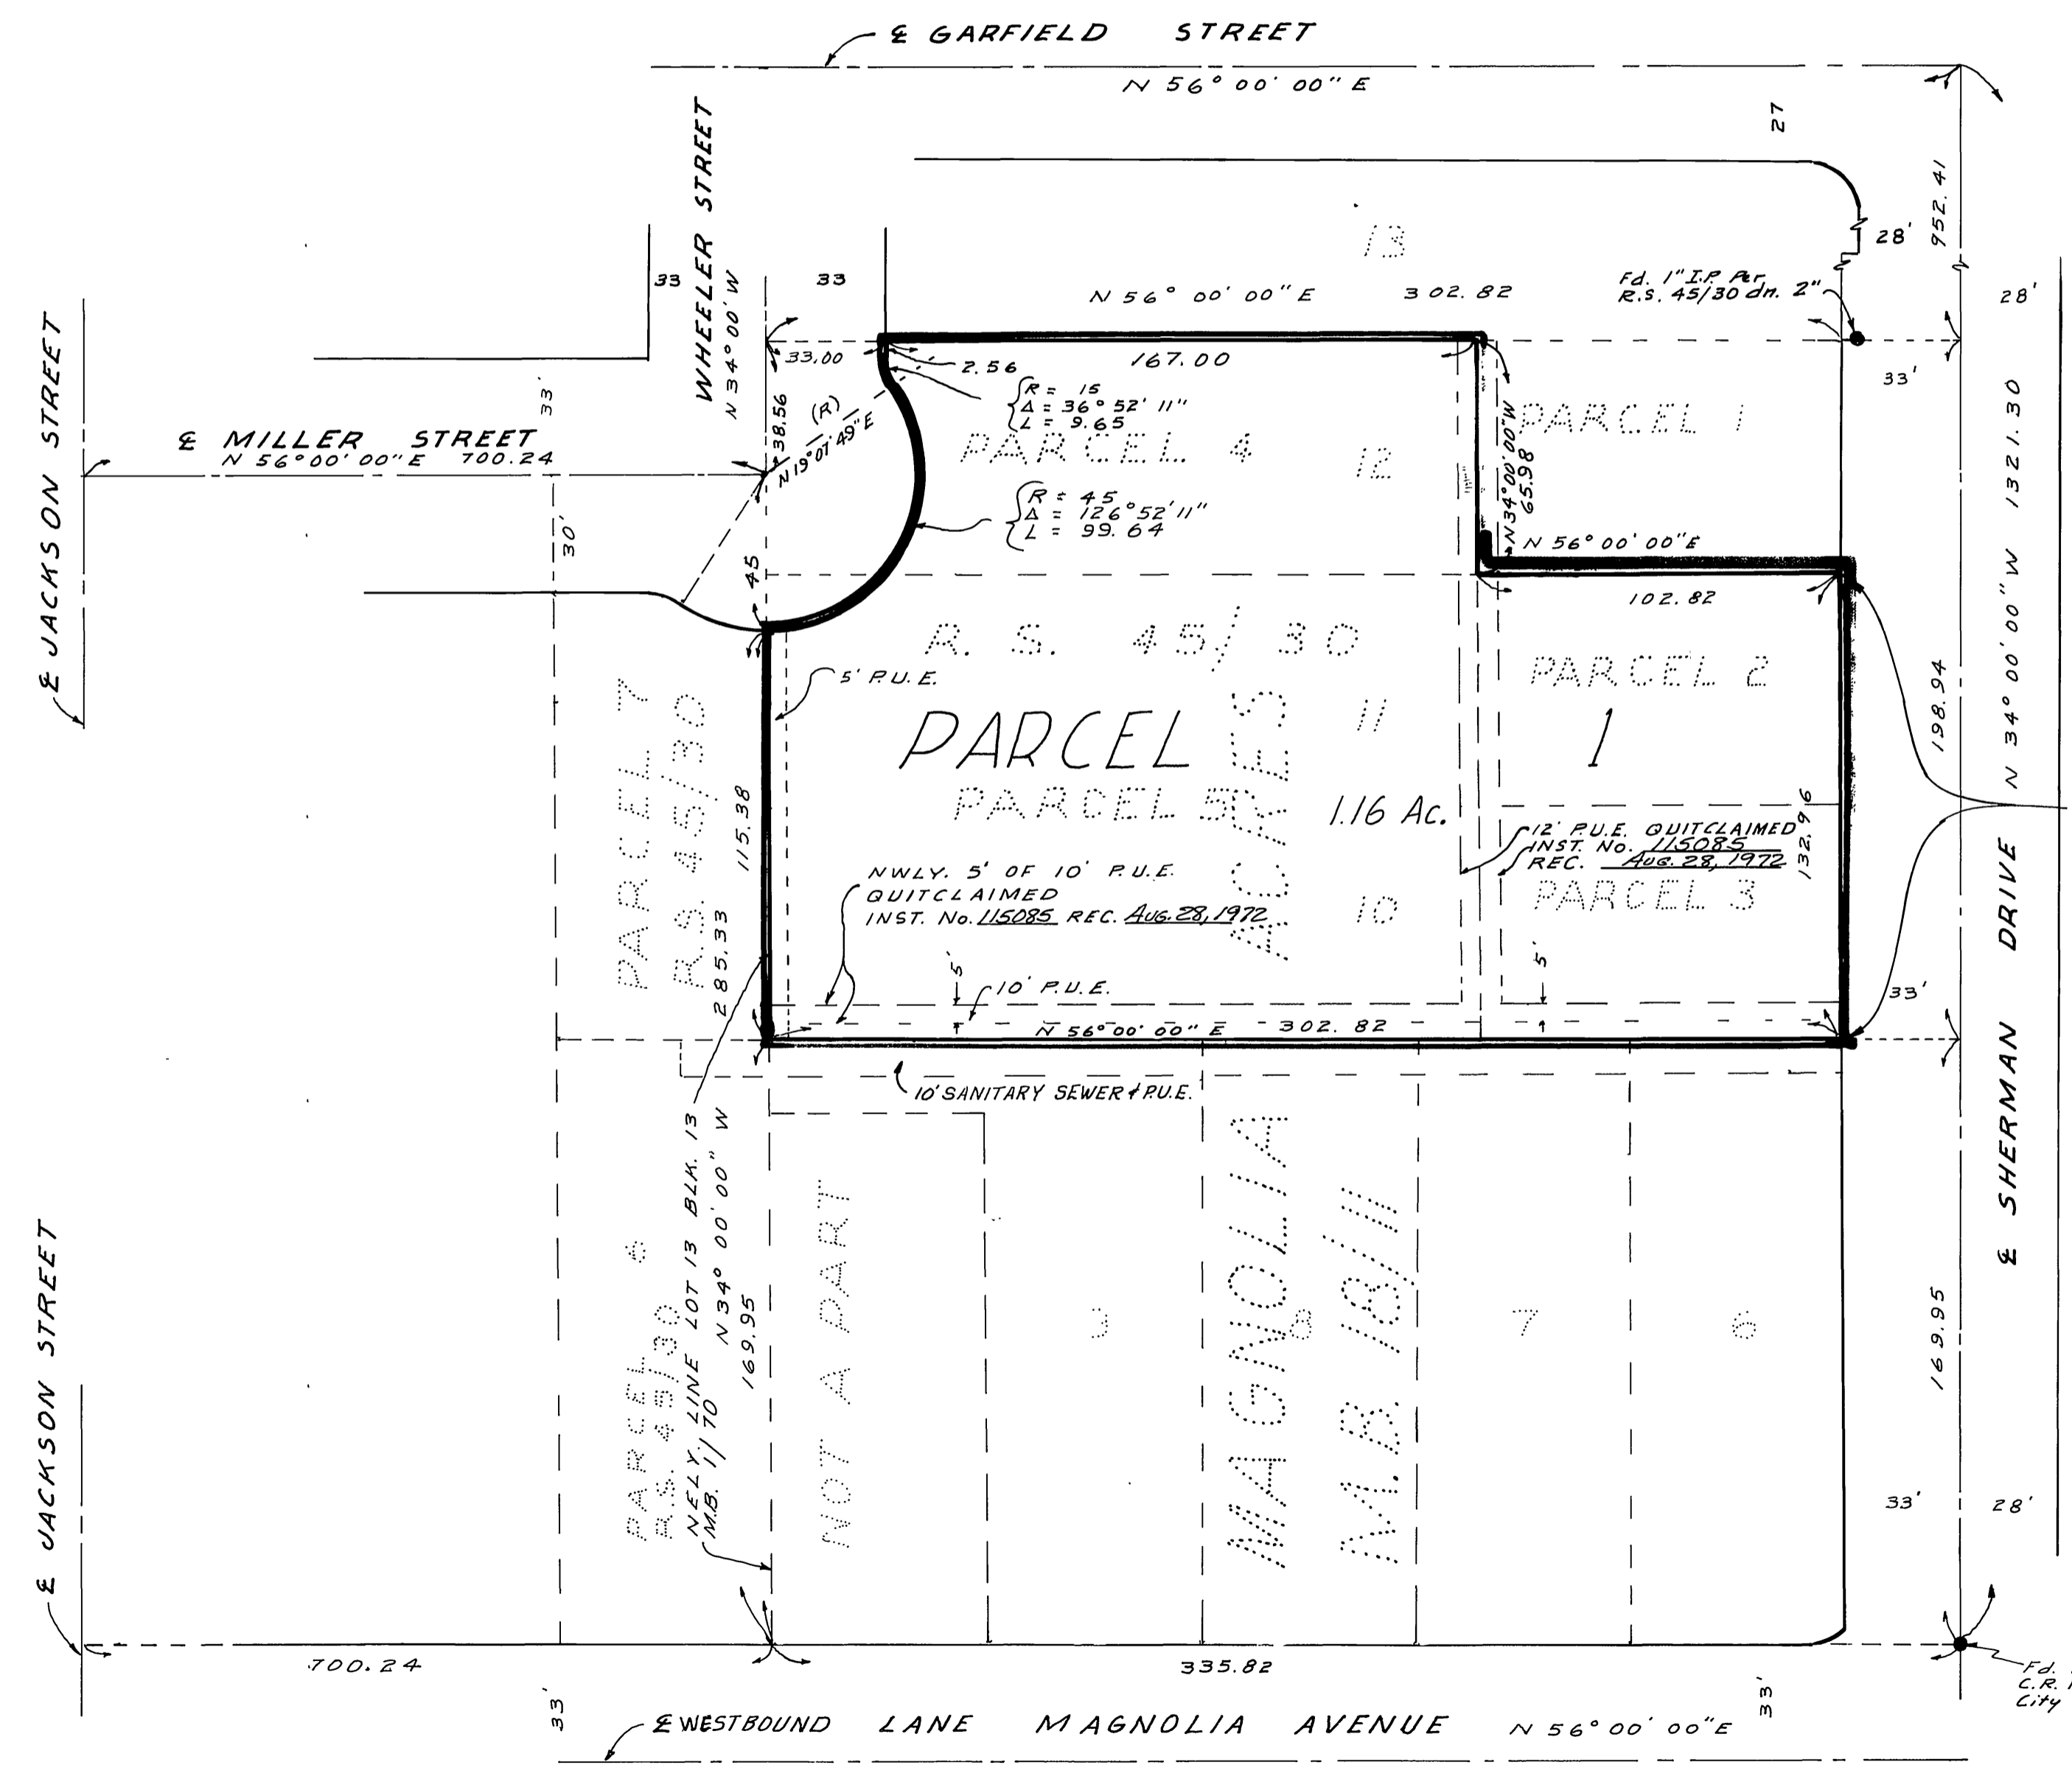 ℄ GARFIELD STREET
N 56° 00' 00" E
27
WHEELER STREET
N 34° 00' W
33
33
13
28'
952.41
N 56° 00' 00" E 302.82
Fd. 1" I.P. Per
R.S. 45/30 dn. 2"
28'
33'
33.00
2.56
167.00
R = 15
Δ = 36° 52' 11"
L = 9.65
38.56
(R)
N 19° 07' 49" E
℄ JACKSON STREET
℄ MILLER STREET
N 56° 00' 00" E 700.24
33'
30'
PARCEL 4
12
PARCEL 1
N 34° 00' 00" W
65.98
R = 45
Δ = 126° 52' 11"
L = 99.64
N 56° 00' 00" E
102.82
45
℄ SHERMAN DRIVE N 34° 00' 00" W 1321.30
198.94
R. S. 45/30
5' P.U.E.
PARCEL 2
11
PARCEL 1
PARCEL 5
ACRES
1.16 Ac.
PARCEL 7
R.S. 45/30
115.38
285.33
12' P.U.E. QUITCLAIMED
INST. No. 115085
REC. AUG. 28, 1972
132.96
PARCEL 3
NWLY. 5' OF 10' P.U.E.
QUITCLAIMED
INST. No. 115085 REC. AUG. 28, 1972
10
5'
10' P.U.E.
5'
33'
N 56° 00' 00" E 302.82
10' SANITARY SEWER & P.U.E.
℄ JACKSON STREET
PARCEL
R.S. 45/30
NELY. LINE LOT 13 BLK. 13
M.B. 1/70
N 34° 00' 00" W
169.95
NOT A PART
MAGNOLIA
M.B. 18/11
8
7
6
169.95
33'
28'
700.24
335.82
33'
33'
Fd.
C.R.
City
℄ WESTBOUND LANE MAGNOLIA AVENUE N 56° 00' 00" E